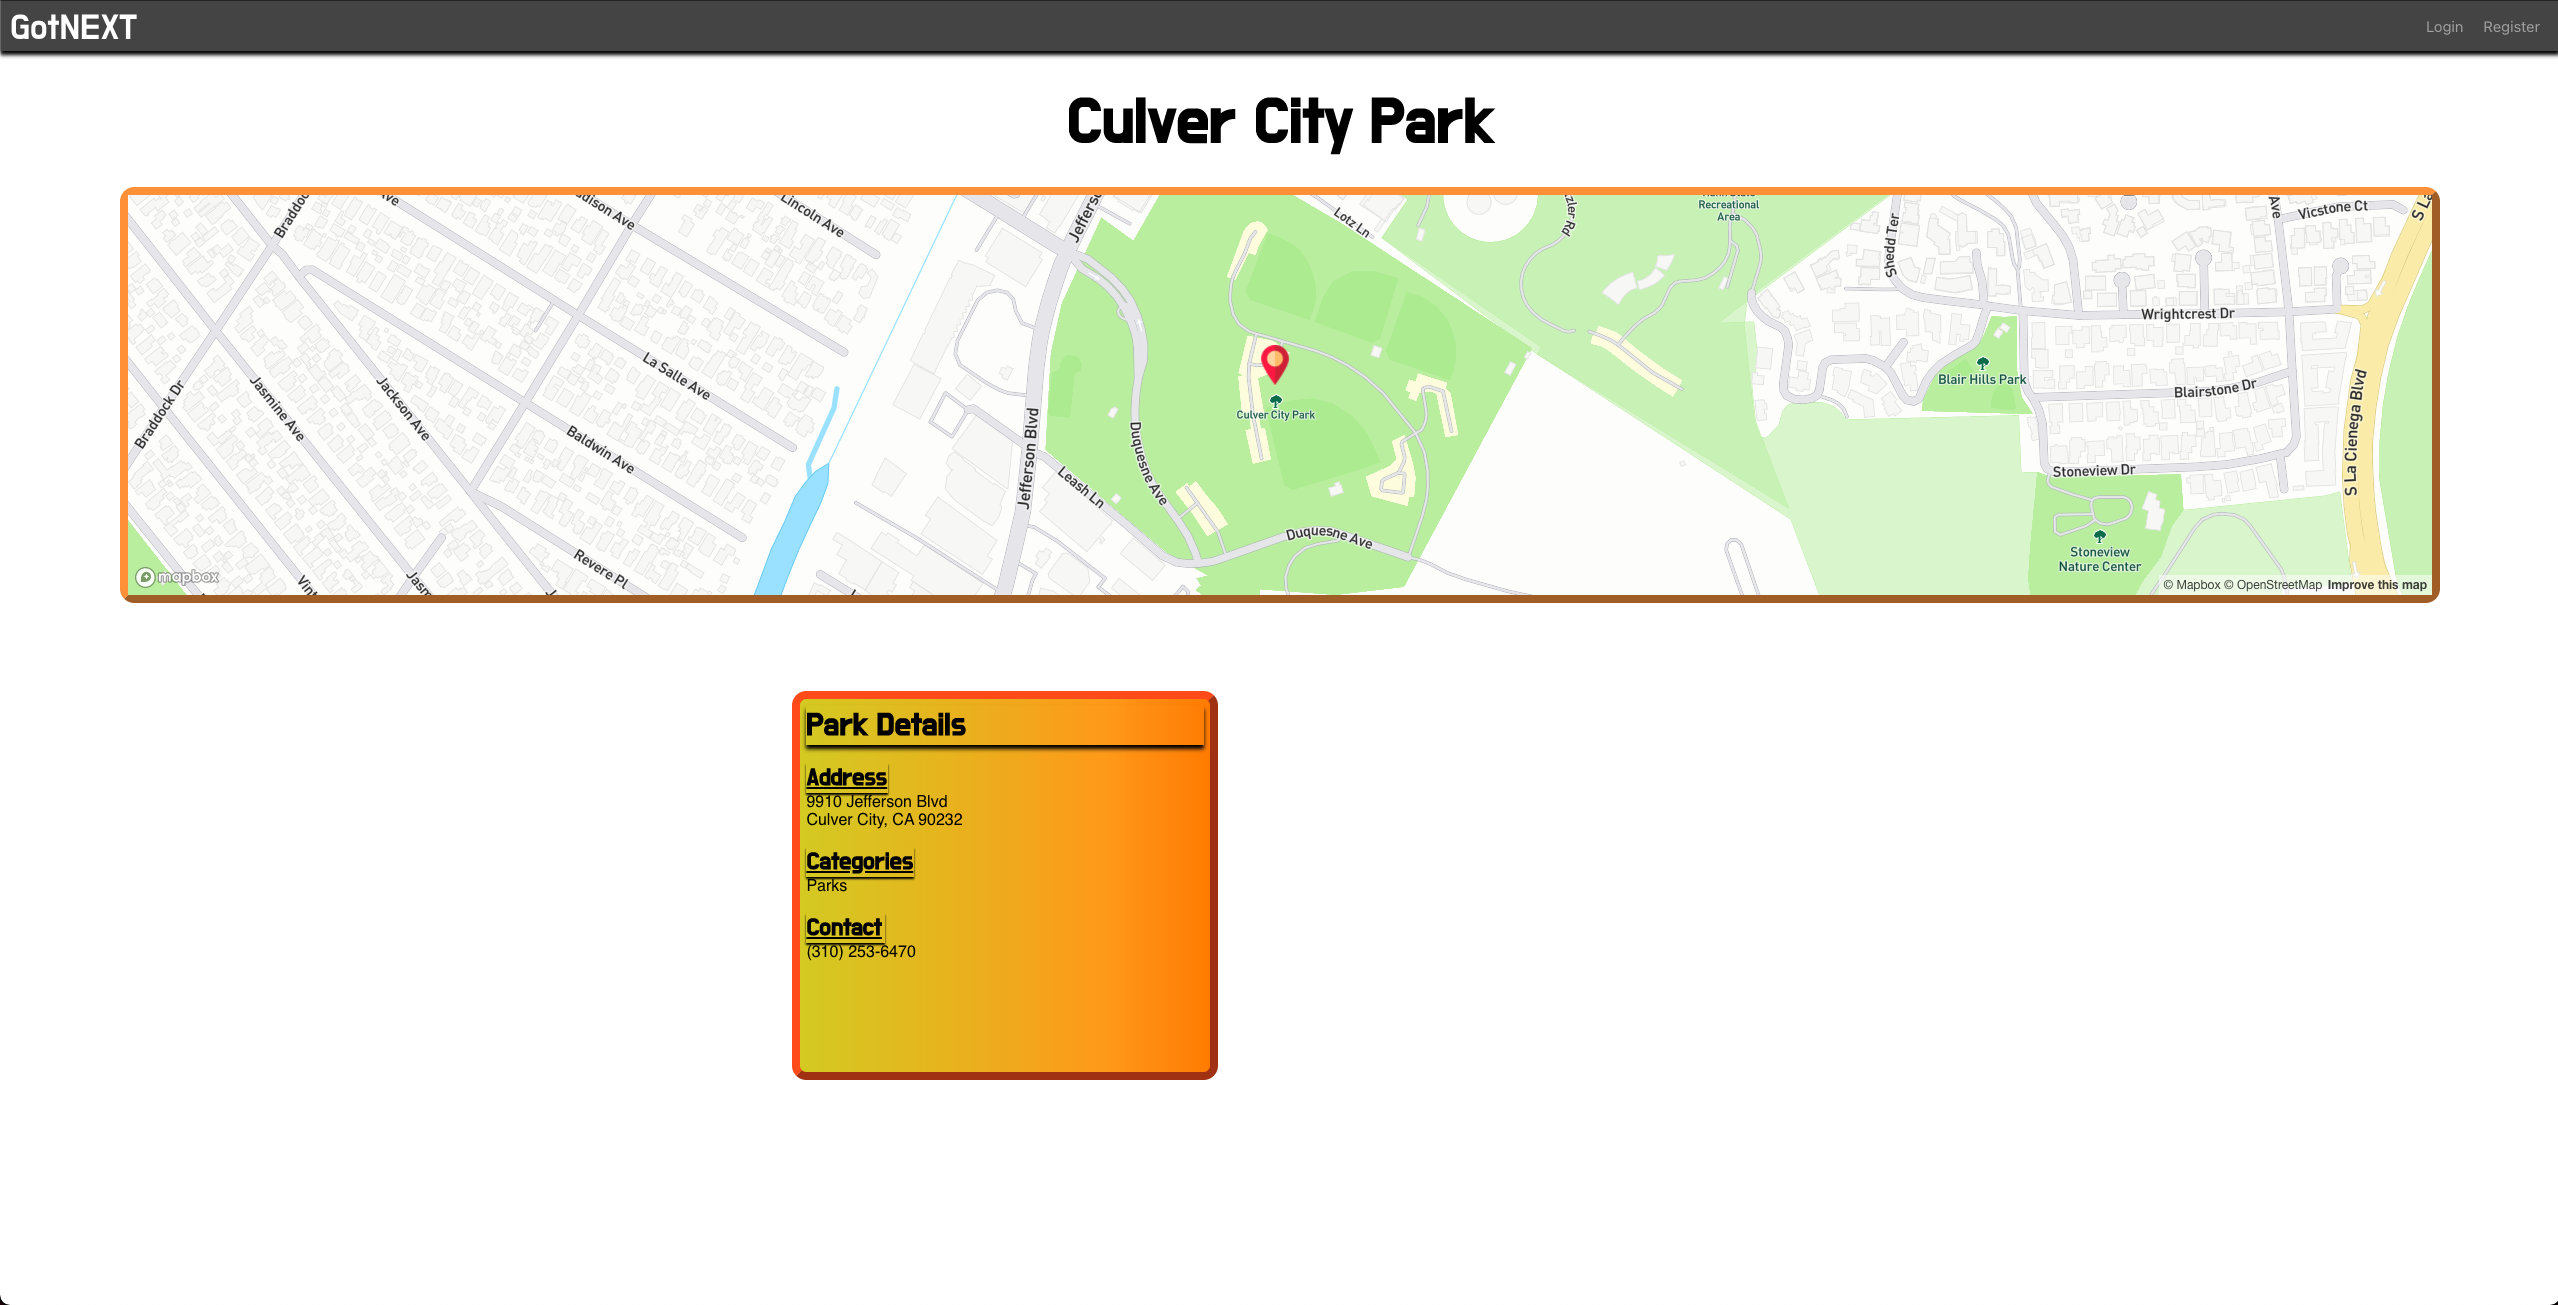 GotNEXT
Login Register
Culver City Park
Lincoln Ave
La Salle Ave
Braddock Dr
Jasmine Ave
Jackson Ave
Baldwin Ave
Revere Pl
Jefferson Blvd
Leash Ln
Duquesne Ave
Duquesne Ave
Lotz Ln
Culver City Park
Recreational
Area
Shedd Ter
Vicstone Ct
Wrightcrest Dr
Blair Hills Park
Blairstone Dr
Stoneview Dr
S La Cienega Blvd
Stoneview
Nature Center
mapbox
© Mapbox © OpenStreetMap Improve this map
Park Details
Address
9910 Jefferson Blvd
Culver City, CA 90232
Categories
Parks
Contact
(310) 253-6470